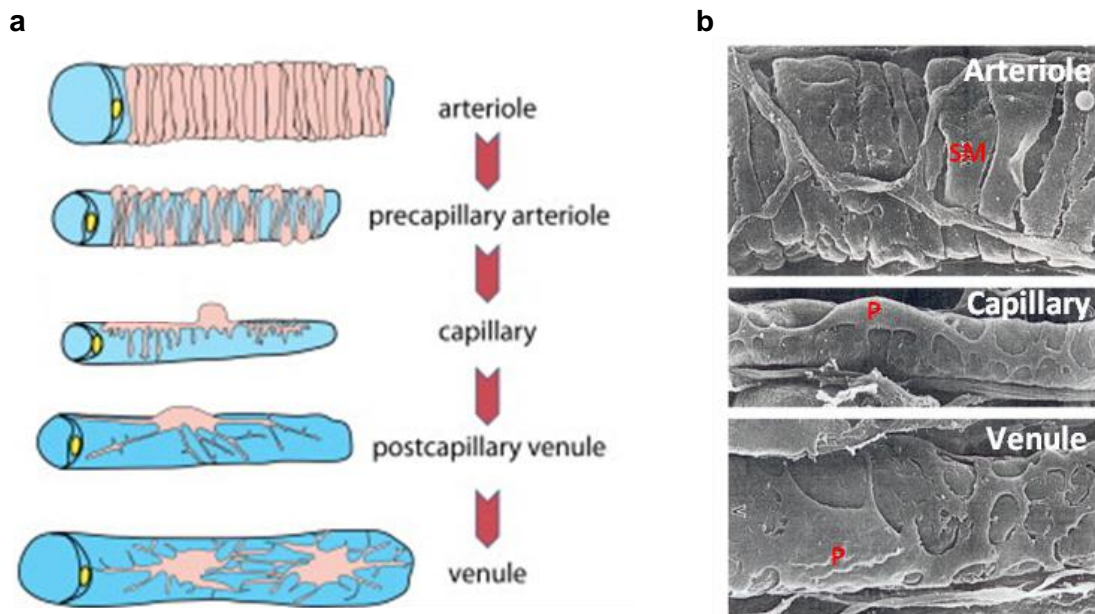 a
arteriole
precapillary arteriole
capillary
postcapillary venule
venule
b
Arteriole
SM
Capillary
P
Venule
P